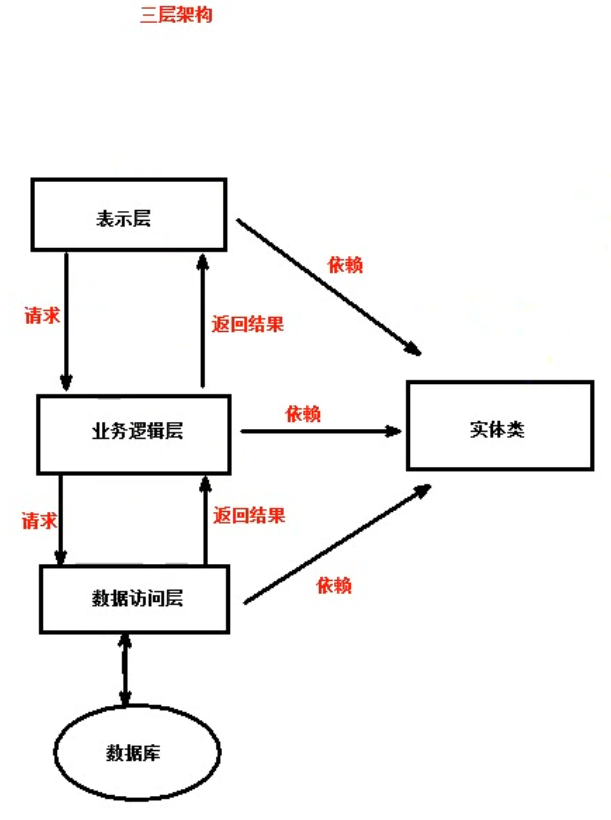 三层架构
表示层
依赖
请求
返回结果
业务逻辑层
依赖
实体类
请求
返回结果
数据访问层
依赖
数据库